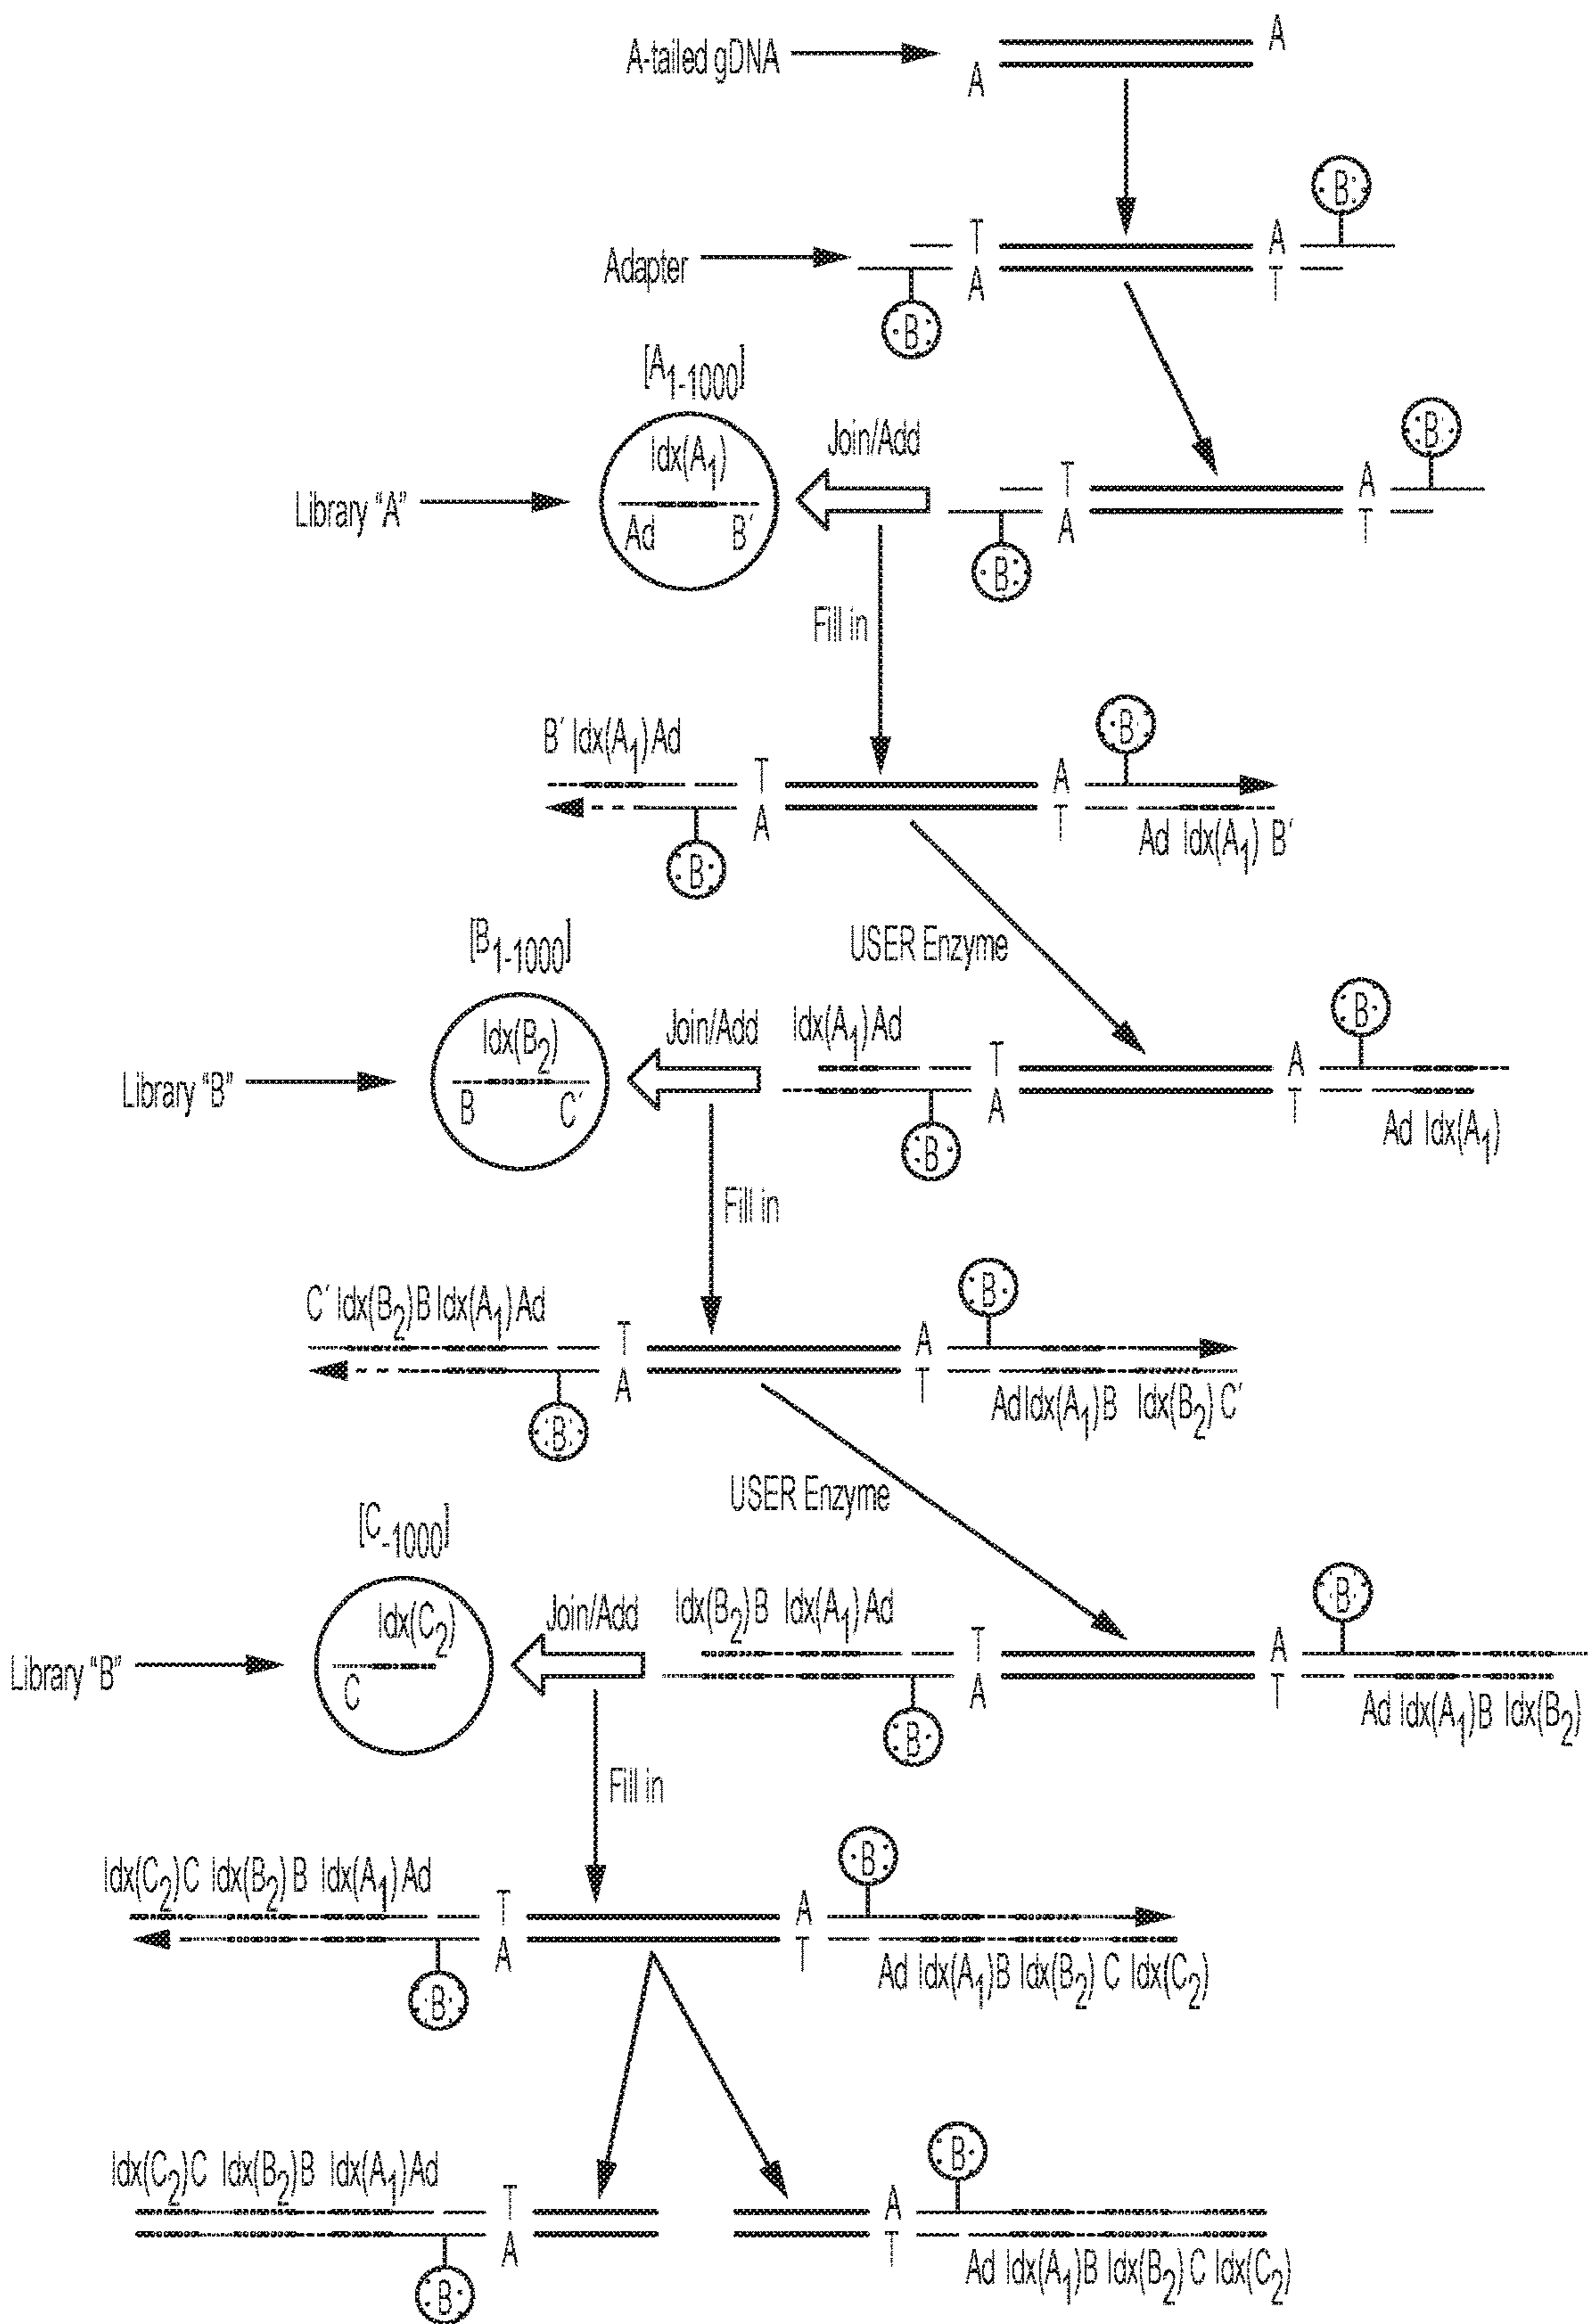 A-tailed gDNA
A
A
B
Adapter
T
A
A
T
B
[A1-1000]
B
Library "A"
Idx(A1)
Ad B′
Join/Add
T
A
A
T
B
Fill in
B
B′ Idx(A1) Ad
T
A
A
T
Ad Idx(A1) B′
B
USER Enzyme
[B1-1000]
B
Library "B"
Idx(B2)
B C′
Join/Add
Idx(A1) Ad
T
A
A
T
Ad Idx(A1)
B
Fill in
B
C′ Idx(B2) B Idx(A1) Ad
T
A
A
T
Ad Idx(A1) B Idx(B2) C′
B
USER Enzyme
[C-1000]
B
Library "B"
Idx(C2)
C
Join/Add
Idx(B2) B Idx(A1) Ad
T
A
A
T
Ad Idx(A1) B Idx(B2)
B
Fill in
B
Idx(C2) C Idx(B2) B Idx(A1) Ad
T
A
A
T
Ad Idx(A1) B Idx(B2) C Idx(C2)
B
B
Idx(C2) C Idx(B2) B Idx(A1) Ad
T
A
A
T
Ad Idx(A1) B Idx(B2) C Idx(C2)
B